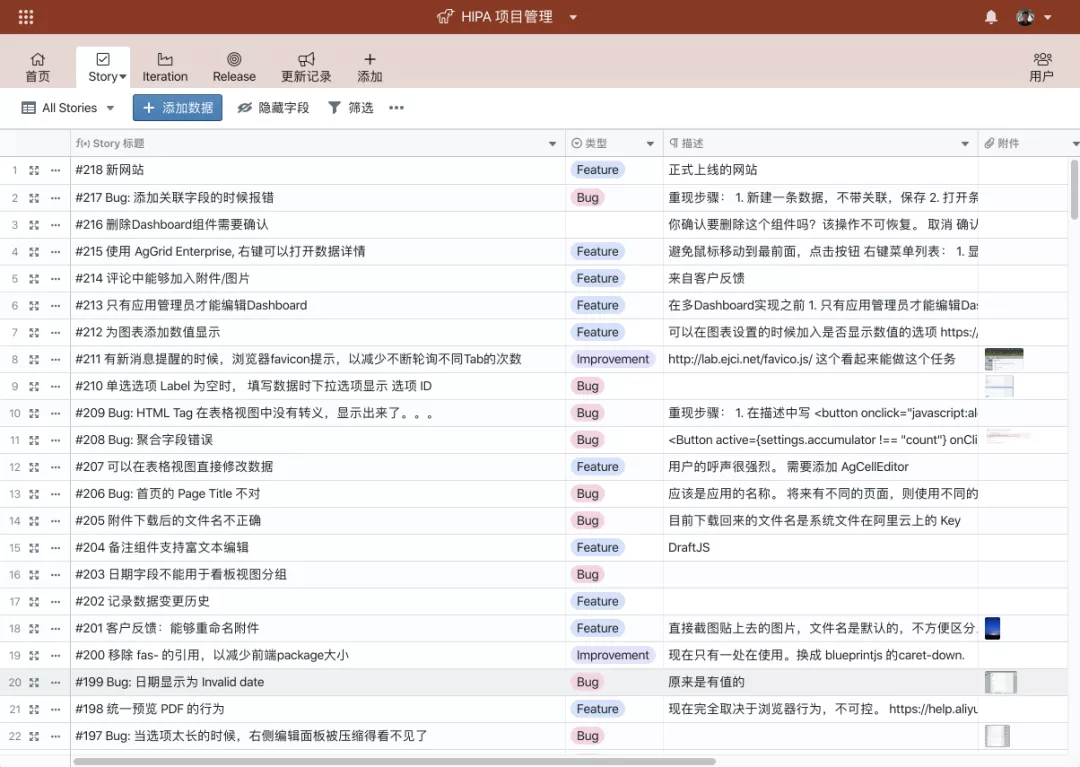 HIPA 项目管理
首页
Story
Iteration
Release
更新记录
添加
用户
All Stories
添加数据
隐藏字段
筛选
f(x) Story 标题 类型 描述 附件
1 #218 新网站 Feature 正式上线的网站
2 #217 Bug: 添加关联字段的时候报错 Bug 重现步骤： 1. 新建一条数据，不带关联，保存 2. 打开条
3 #216 删除Dashboard组件需要确认 你确认要删除这个组件吗？该操作不可恢复。 取消 确认
4 #215 使用 AgGrid Enterprise, 右键可以打开数据详情 Feature 避免鼠标移动到最前面，点击按钮 右键菜单列表： 1. 显
5 #214 评论中能够加入附件/图片 Feature 来自客户反馈
6 #213 只有应用管理员才能编辑Dashboard Feature 在多Dashboard实现之前 1. 只有应用管理员才能编辑Das
7 #212 为图表添加数值显示 Feature 可以在图表设置的时候加入是否显示数值的选项 https:/
8 #211 有新消息提醒的时候，浏览器favicon提示，以减少不断轮询不同Tab的次数 Improvement http://lab.ejci.net/favico.js/ 这个看起来能做这个任务
9 #210 单选选项 Label 为空时， 填写数据时下拉选项显示 选项 ID Bug
10 #209 Bug: HTML Tag 在表格视图中没有转义，显示出来了。。。 Bug 重现步骤： 1. 在描述中写 <button onclick="javascript:ale
11 #208 Bug: 聚合字段错误 Bug <Button active={settings.accumulator !== "count"} onCli
12 #207 可以在表格视图直接修改数据 Feature 用户的呼声很强烈。 需要添加 AgCellEditor
13 #206 Bug: 首页的 Page Title 不对 Bug 应该是应用的名称。 将来有不同的页面，则使用不同的
14 #205 附件下载后的文件名不正确 Bug 目前下载回来的文件名是系统文件在阿里云上的 Key
15 #204 备注组件支持富文本编辑 Feature DraftJS
16 #203 日期字段不能用于看板视图分组 Bug
17 #202 记录数据变更历史 Feature
18 #201 客户反馈：能够重命名附件 Feature 直接截图贴上去的图片，文件名是默认的，不方便区分.
19 #200 移除 fas- 的引用，以减少前端package大小 Improvement 现在只有一处在使用。换成 blueprintjs 的caret-down.
20 #199 Bug: 日期显示为 Invalid date Bug 原来是有值的
21 #198 统一预览 PDF 的行为 Feature 现在完全取决于浏览器行为，不可控。 https://help.aliyu
22 #197 Bug: 当选项太长的时候，右侧编辑面板被压缩得看不见了 Bug